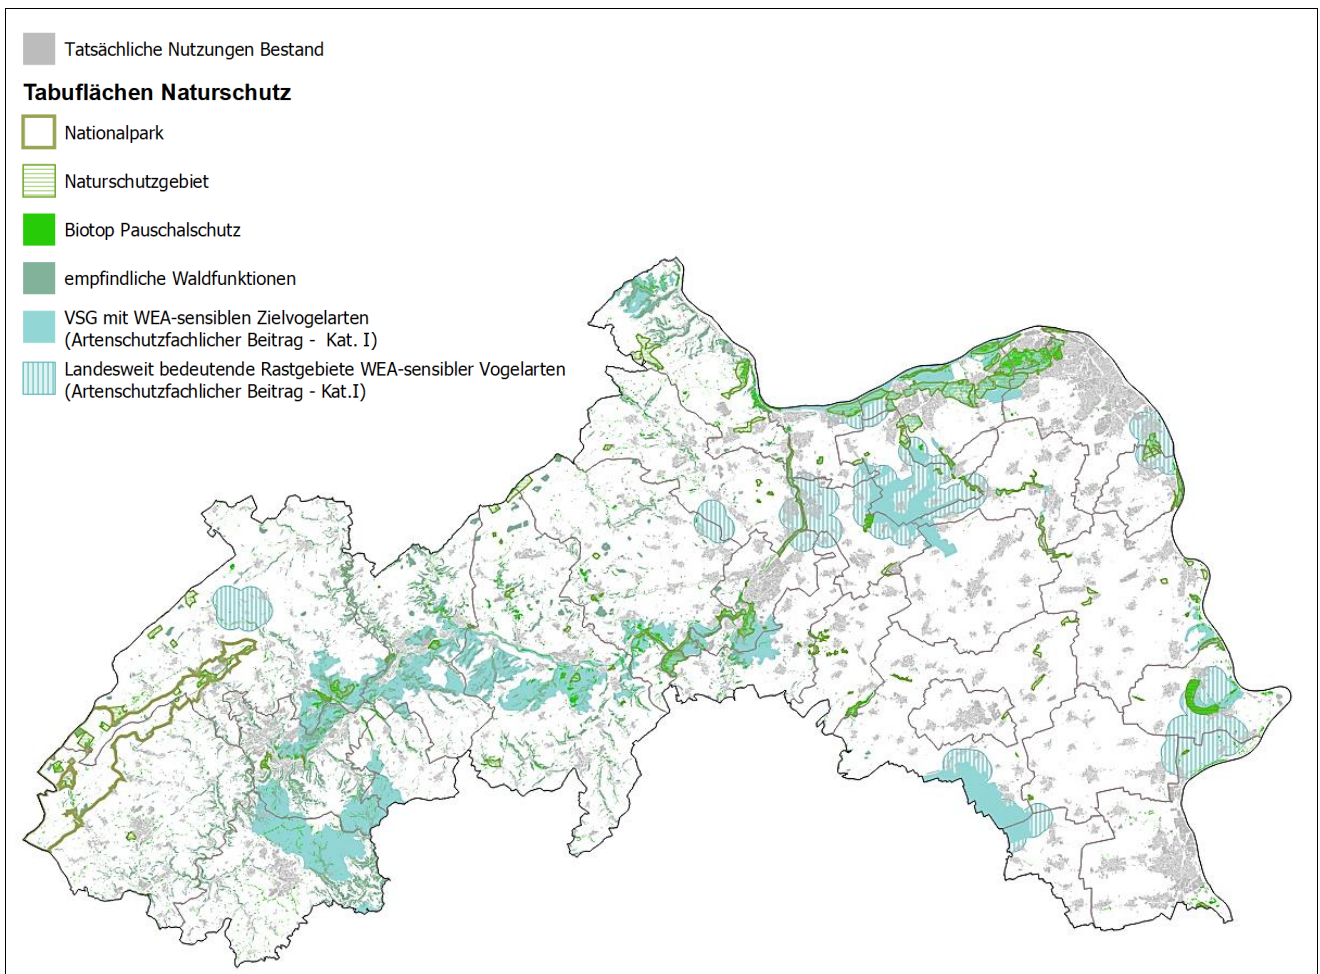 Tatsächliche Nutzungen Bestand
Tabuflächen Naturschutz
Nationalpark
Naturschutzgebiet
Biotop Pauschalschutz
empfindliche Waldfunktionen
VSG mit WEA-sensiblen Zielvogelarten
(Artenschutzfachlicher Beitrag - Kat. I)
Landesweit bedeutende Rastgebiete WEA-sensibler Vogelarten
(Artenschutzfachlicher Beitrag - Kat.I)